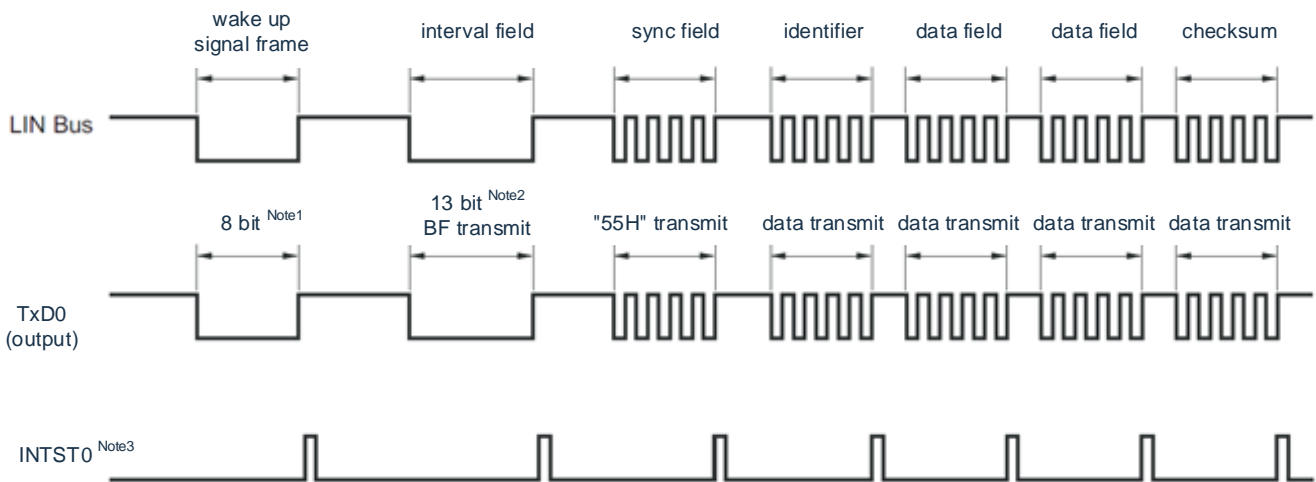 wake up
signal frame
interval field
sync field
identifier
data field
data field
checksum
LIN Bus
8 bit Note1
13 bit Note2
BF transmit
"55H" transmit
data transmit
data transmit
data transmit
data transmit
TxD0
(output)
INTST0 Note3